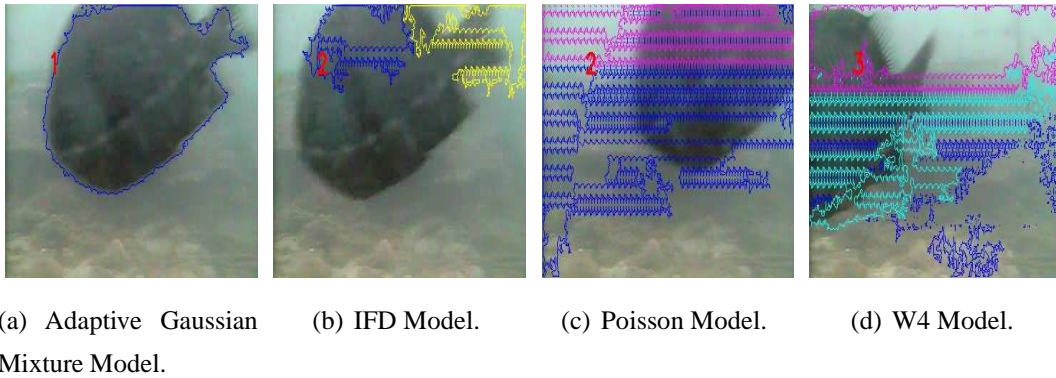 1
2
2
3
(a) Adaptive Gaussian
Mixture Model.
(b) IFD Model.
(c) Poisson Model.
(d) W4 Model.